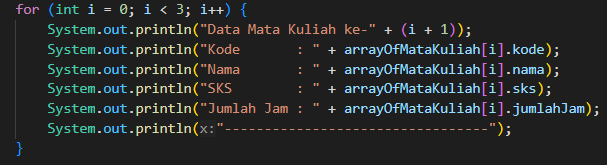 for (int i = 0; i < 3; i++) {
    System.out.println("Data Mata Kuliah ke-" + (i + 1));
    System.out.println("Kode       : " + arrayOfMataKuliah[i].kode);
    System.out.println("Nama       : " + arrayOfMataKuliah[i].nama);
    System.out.println("SKS        : " + arrayOfMataKuliah[i].sks);
    System.out.println("Jumlah Jam : " + arrayOfMataKuliah[i].jumlahJam);
    System.out.println(x:"---------------------------------");
}